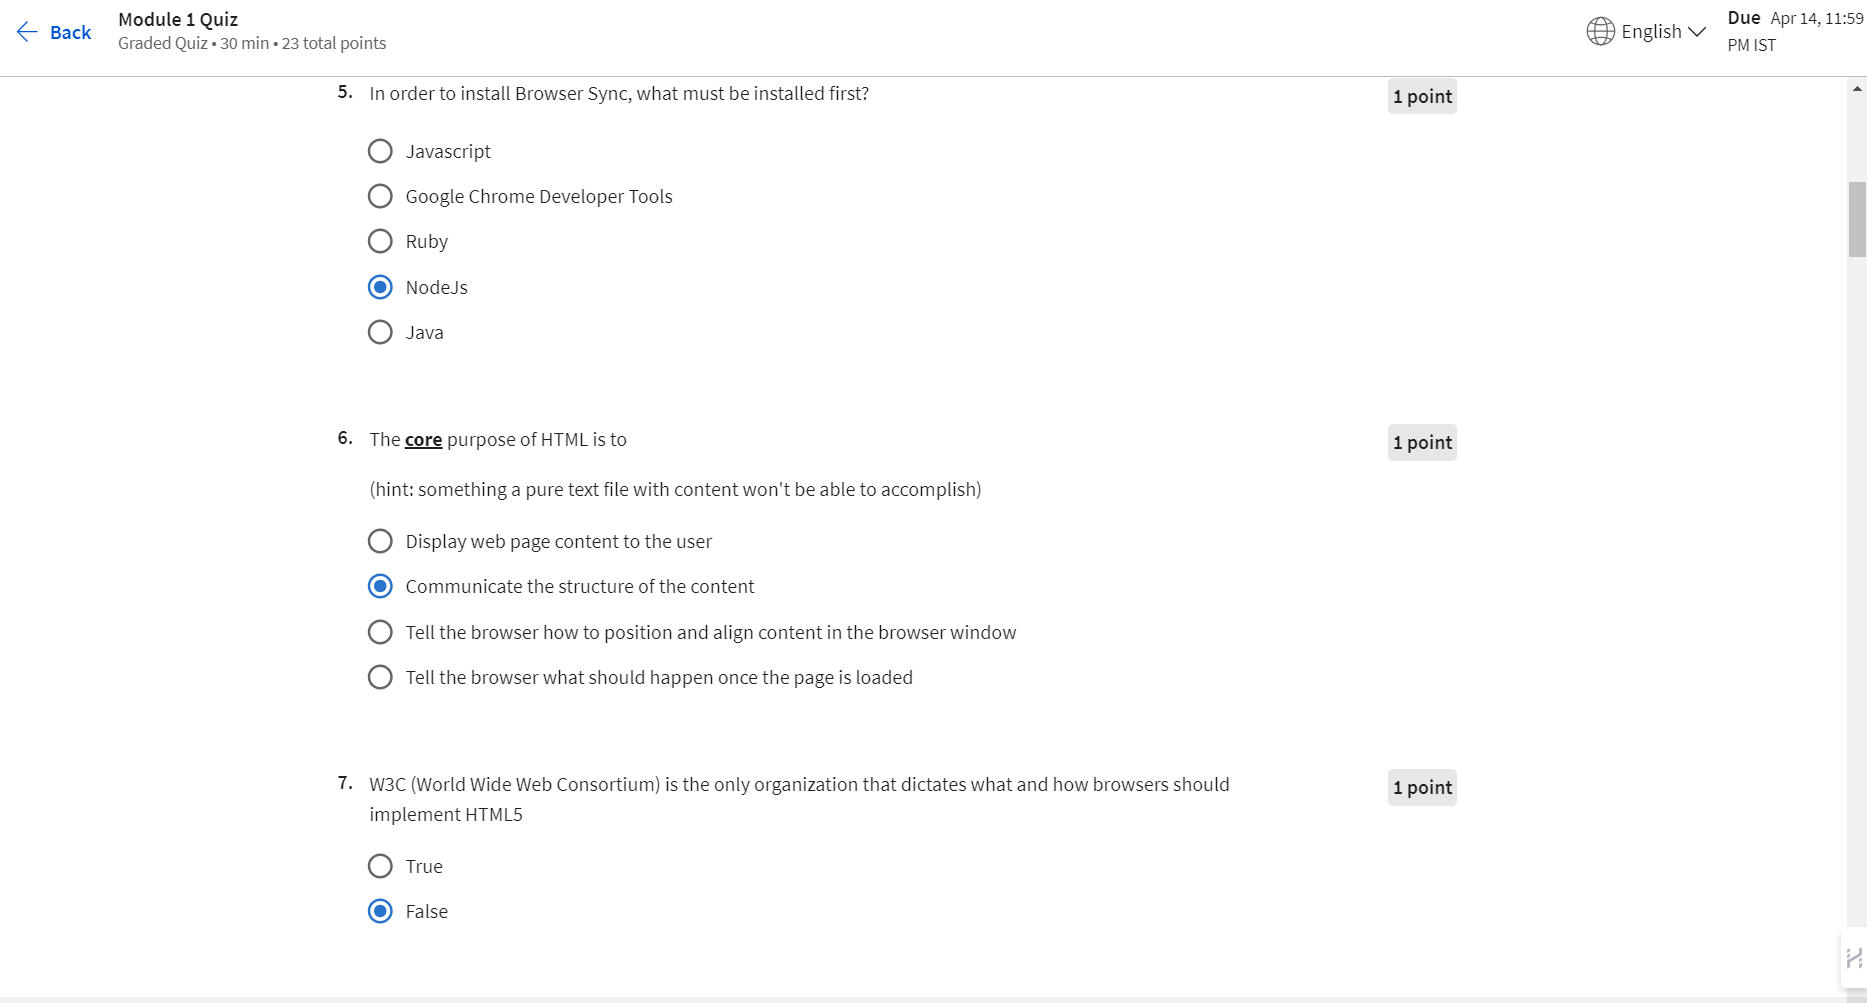 Back
Module 1 Quiz
Graded Quiz • 30 min • 23 total points
English
Due Apr 14, 11:59
PM IST
5. In order to install Browser Sync, what must be installed first?
1 point
Javascript
Google Chrome Developer Tools
Ruby
NodeJs
Java
6. The core purpose of HTML is to
1 point
(hint: something a pure text file with content won't be able to accomplish)
Display web page content to the user
Communicate the structure of the content
Tell the browser how to position and align content in the browser window
Tell the browser what should happen once the page is loaded
7. W3C (World Wide Web Consortium) is the only organization that dictates what and how browsers should
implement HTML5
1 point
True
False